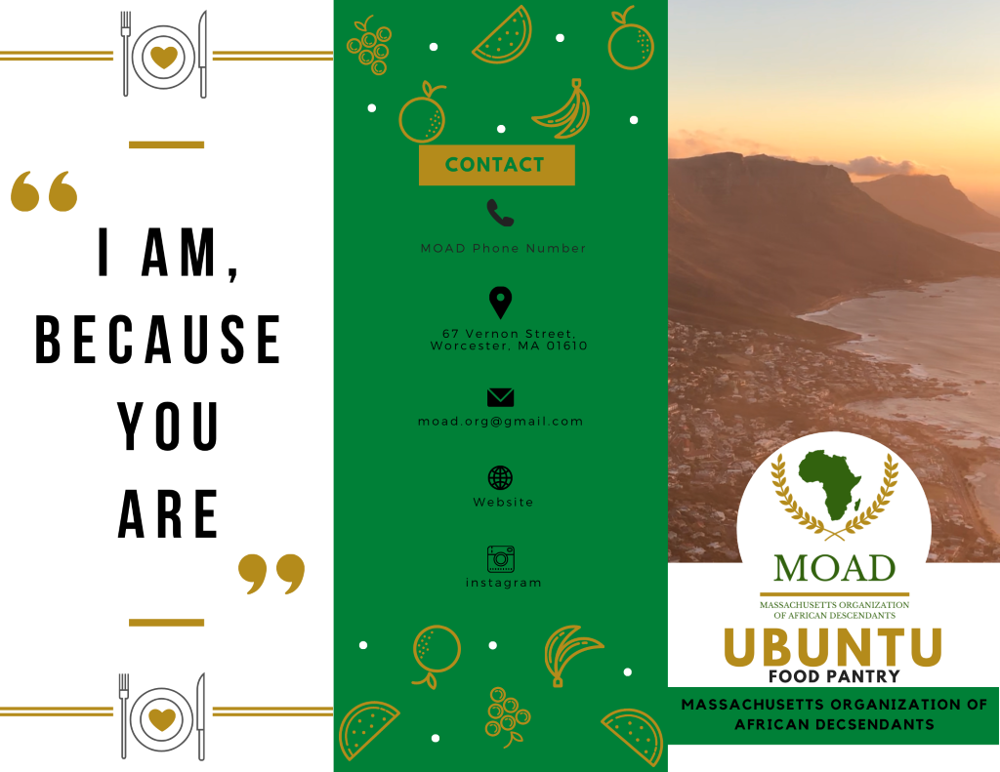 “
I AM,
BECAUSE
YOU
ARE
”
CONTACT
MOAD Phone Number
67 Vernon Street,
Worcester, MA 01610
moad.org@gmail.com
Website
instagram
MOAD
MASSACHUSETTS ORGANIZATION
OF AFRICAN DESCENDANTS
UBUNTU
FOOD PANTRY
MASSACHUSETTS ORGANIZATION OF
AFRICAN DECSENDANTS